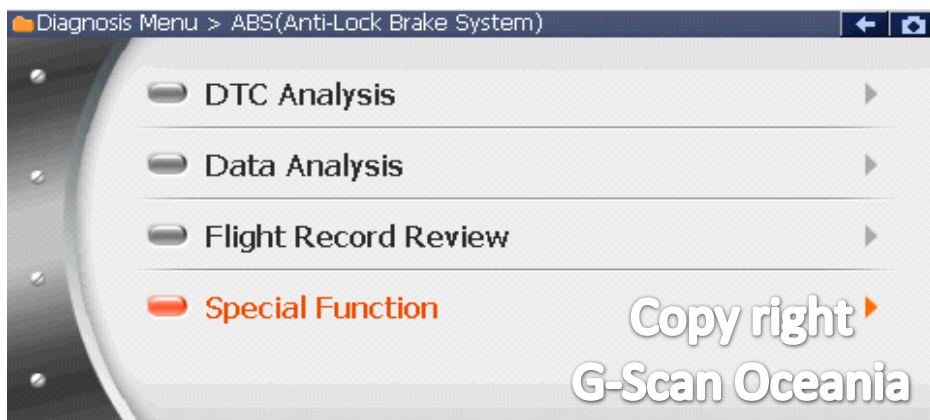 Diagnosis Menu > ABS(Anti-Lock Brake System)
DTC Analysis
Data Analysis
Flight Record Review
Special Function
Copy right
G-Scan Oceania